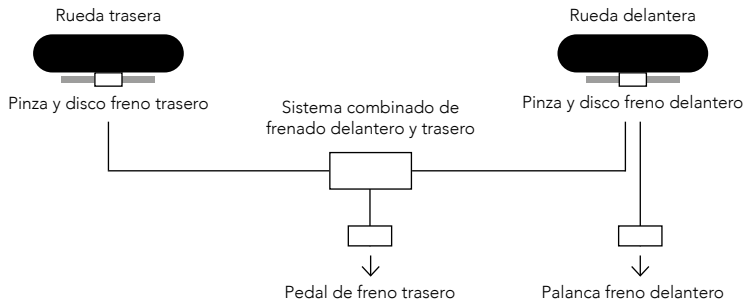 Rueda trasera
Rueda delantera
Pinza y disco freno trasero
Sistema combinado de
frenado delantero y trasero
Pinza y disco freno delantero
Pedal de freno trasero
Palanca freno delantero